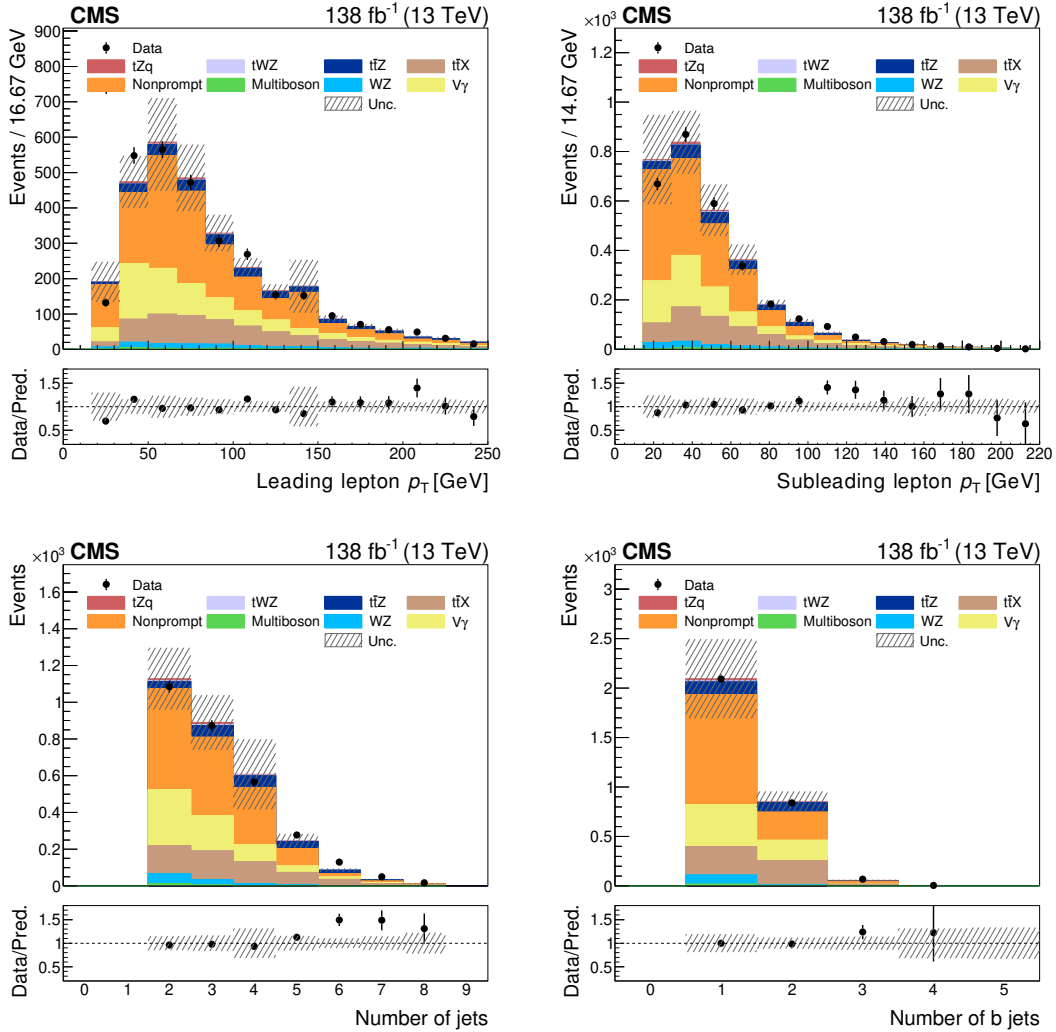 CMS 138 fb⁻¹ (13 TeV)
Events / 16.67 GeV
900
800
700
600
500
400
300
200
100
0
Data
tZq tWZ tt̄Z tt̄X
Nonprompt Multiboson WZ Vγ
Unc.
Data/Pred.
1.5
1
0.5
0 50 100 150 200 250
Leading lepton p_T [GeV]
CMS 138 fb⁻¹ (13 TeV)
×10³
Events / 14.67 GeV
1.2
1
0.8
0.6
0.4
0.2
0
Data
tZq tWZ tt̄Z tt̄X
Nonprompt Multiboson WZ Vγ
Unc.
Data/Pred.
1.5
1
0.5
0 20 40 60 80 100 120 140 160 180 200 220
Subleading lepton p_T [GeV]
CMS 138 fb⁻¹ (13 TeV)
×10³
Events
1.6
1.4
1.2
1
0.8
0.6
0.4
0.2
0
Data
tZq tWZ tt̄Z tt̄X
Nonprompt Multiboson WZ Vγ
Unc.
Data/Pred.
1.5
1
0.5
0 1 2 3 4 5 6 7 8 9
Number of jets
CMS 138 fb⁻¹ (13 TeV)
×10³
Events
3
2.5
2
1.5
1
0.5
0
Data
tZq tWZ tt̄Z tt̄X
Nonprompt Multiboson WZ Vγ
Unc.
Data/Pred.
1.5
1
0.5
0 1 2 3 4 5
Number of b jets